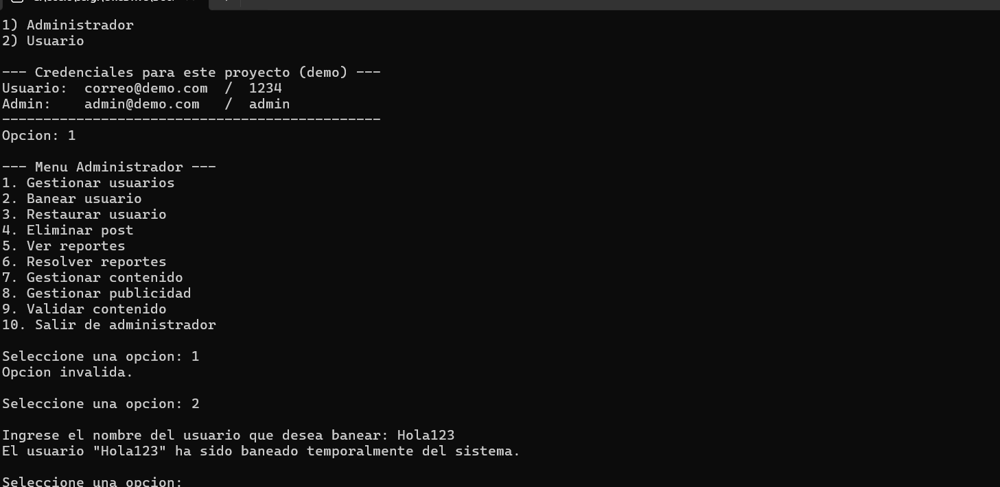 1) Administrador
2) Usuario
--- Credenciales para este proyecto (demo) ---
Usuario:  correo@demo.com  /  1234
Admin:    admin@demo.com   /  admin
----------------------------------------------
Opcion: 1
--- Menu Administrador ---
1. Gestionar usuarios
2. Banear usuario
3. Restaurar usuario
4. Eliminar post
5. Ver reportes
6. Resolver reportes
7. Gestionar contenido
8. Gestionar publicidad
9. Validar contenido
10. Salir de administrador
Seleccione una opcion: 1
Opcion invalida.
Seleccione una opcion: 2
Ingrese el nombre del usuario que desea banear: Hola123
El usuario "Hola123" ha sido baneado temporalmente del sistema.
Seleccione una opcion: